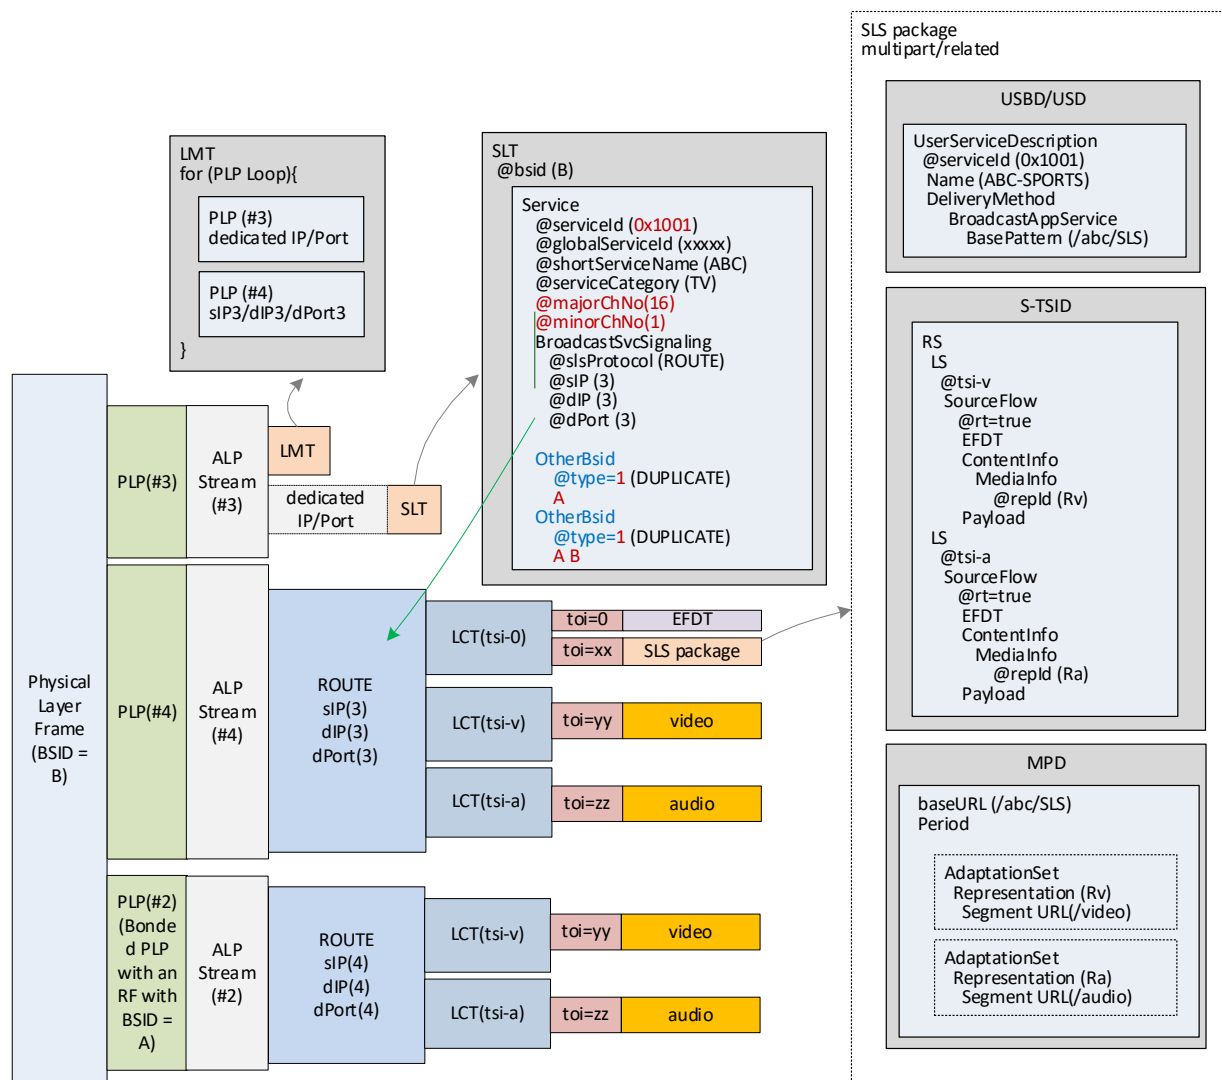 SLS package
multipart/related
USBD/USD
UserServiceDescription
@serviceId (0x1001)
Name (ABC-SPORTS)
DeliveryMethod
BroadcastAppService
BasePattem (/abc/SLS)
S-TSID
RS
LS
@tsi-v
SourceFlow
@rt=true
EFDT
ContentInfo
MediaInfo
@repId (Rv)
Payload
LS
@tsi-a
SourceFlow
@rt=true
EFDT
ContentInfo
MediaInfo
@repId (Ra)
Payload
MPD
baseURL (/abc/SLS)
Period
AdaptationSet
Representation (Rv)
Segment URL(/video)
AdaptationSet
Representation (Ra)
Segment URL(/audio)
LMT
for (PLP Loop){
PLP (#3)
dedicated IP/Port
PLP (#4)
sIP3/dIP3/dPort3
}
SLT
@bsid (B)
Service
@serviceId (0x1001)
@globalServiceId (xxxxx)
@shortServiceName (ABC)
@serviceCategory (TV)
@majorChNo(16)
@minorChNo(1)
BroadcastSvcSignaling
@slsProtocol (ROUTE)
@sIP (3)
@dIP (3)
@dPort (3)
OtherBsid
@type=1 (DUPLICATE)
A
OtherBsid
@type=1 (DUPLICATE)
A B
Physical
Layer
Frame
(BSID =
B)
PLP(#3)
ALP
Stream
(#3)
LMT
dedicated
IP/Port
SLT
PLP(#4)
ALP
Stream
(#4)
ROUTE
sIP(3)
dIP(3)
dPort(3)
LCT(tsi-0)
toi=0
EFDT
toi=xx
SLS package
LCT(tsi-v)
toi=yy
video
LCT(tsi-a)
toi=zz
audio
PLP(#2)
(Bonde
d PLP
with an
RF with
BSID =
A)
ALP
Stream
(#2)
ROUTE
sIP(4)
dIP(4)
dPort(4)
LCT(tsi-v)
toi=yy
video
LCT(tsi-a)
toi=zz
audio